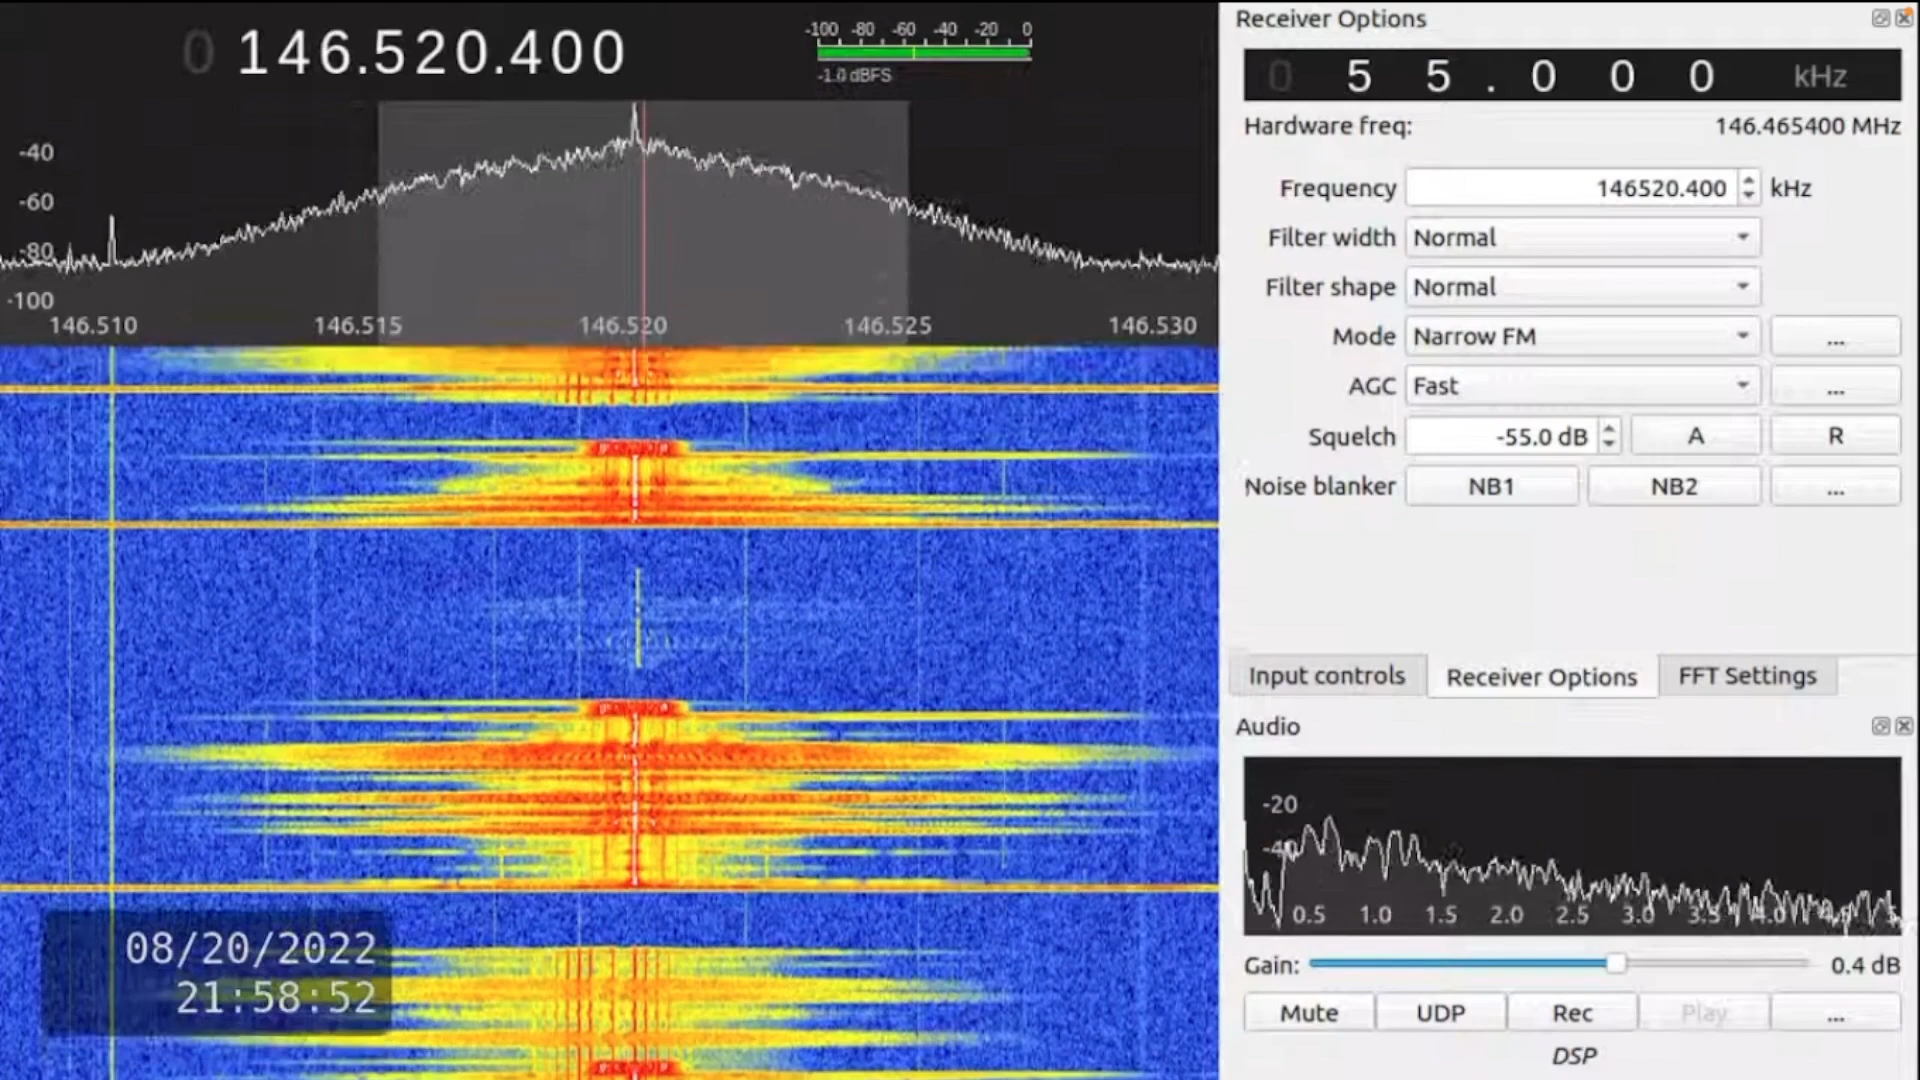 0 146.520.400
-100 -80 -60 -40 -20 0
-1.0 dBFS
-40
-60
-80
-100
146.510 146.515 146.520 146.525 146.530
08/20/2022
21:58:52
Receiver Options
0 55.000 kHz
Hardware freq: 146.465400 MHz
Frequency 146520.400 kHz
Filter width Normal
Filter shape Normal
Mode Narrow FM ...
AGC Fast ...
Squelch -55.0 dB A R
Noise blanker NB1 NB2 ...
Input controls Receiver Options FFT Settings
Audio
-20
-40
0.5 1.0 1.5 2.0 2.5 3.0 3.5 4.0
Gain: 0.4 dB
Mute UDP Rec Play ...
DSP